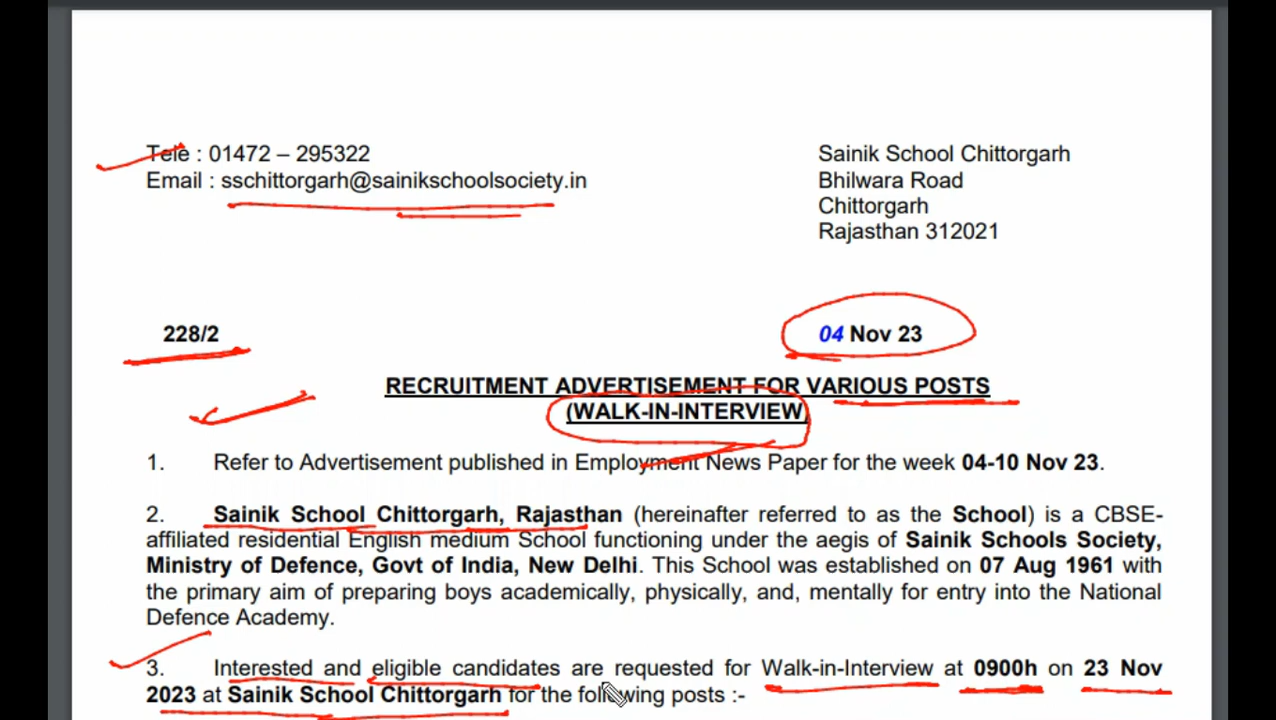 Tele : 01472 – 295322
Email : sschittorgarh@sainikschoolsociety.in
Sainik School Chittorgarh
Bhilwara Road
Chittorgarh
Rajasthan 312021
228/2
04 Nov 23
RECRUITMENT ADVERTISEMENT FOR VARIOUS POSTS
(WALK-IN-INTERVIEW)
1. Refer to Advertisement published in Employment News Paper for the week 04-10 Nov 23.
2. Sainik School Chittorgarh, Rajasthan (hereinafter referred to as the School) is a CBSE-
affiliated residential English medium School functioning under the aegis of Sainik Schools Society,
Ministry of Defence, Govt of India, New Delhi. This School was established on 07 Aug 1961 with
the primary aim of preparing boys academically, physically, and, mentally for entry into the National
Defence Academy.
3. Interested and eligible candidates are requested for Walk-in-Interview at 0900h on 23 Nov
2023 at Sainik School Chittorgarh for the following posts :-